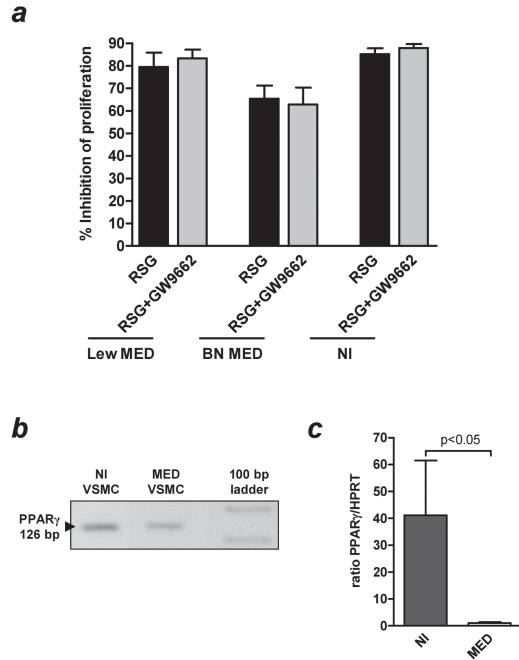 a
% Inhibition of proliferation
90
80
70
60
50
40
30
20
10
0
RSG
RSG+GW9662
RSG
RSG+GW9662
RSG
RSG+GW9662
Lew MED
BN MED
NI
b
NI
VSMC
MED
VSMC
100 bp
ladder
PPARγ
126 bp
c
p<0.05
ratio PPARγ/HPRT
70
60
50
40
30
20
10
0
NI
MED